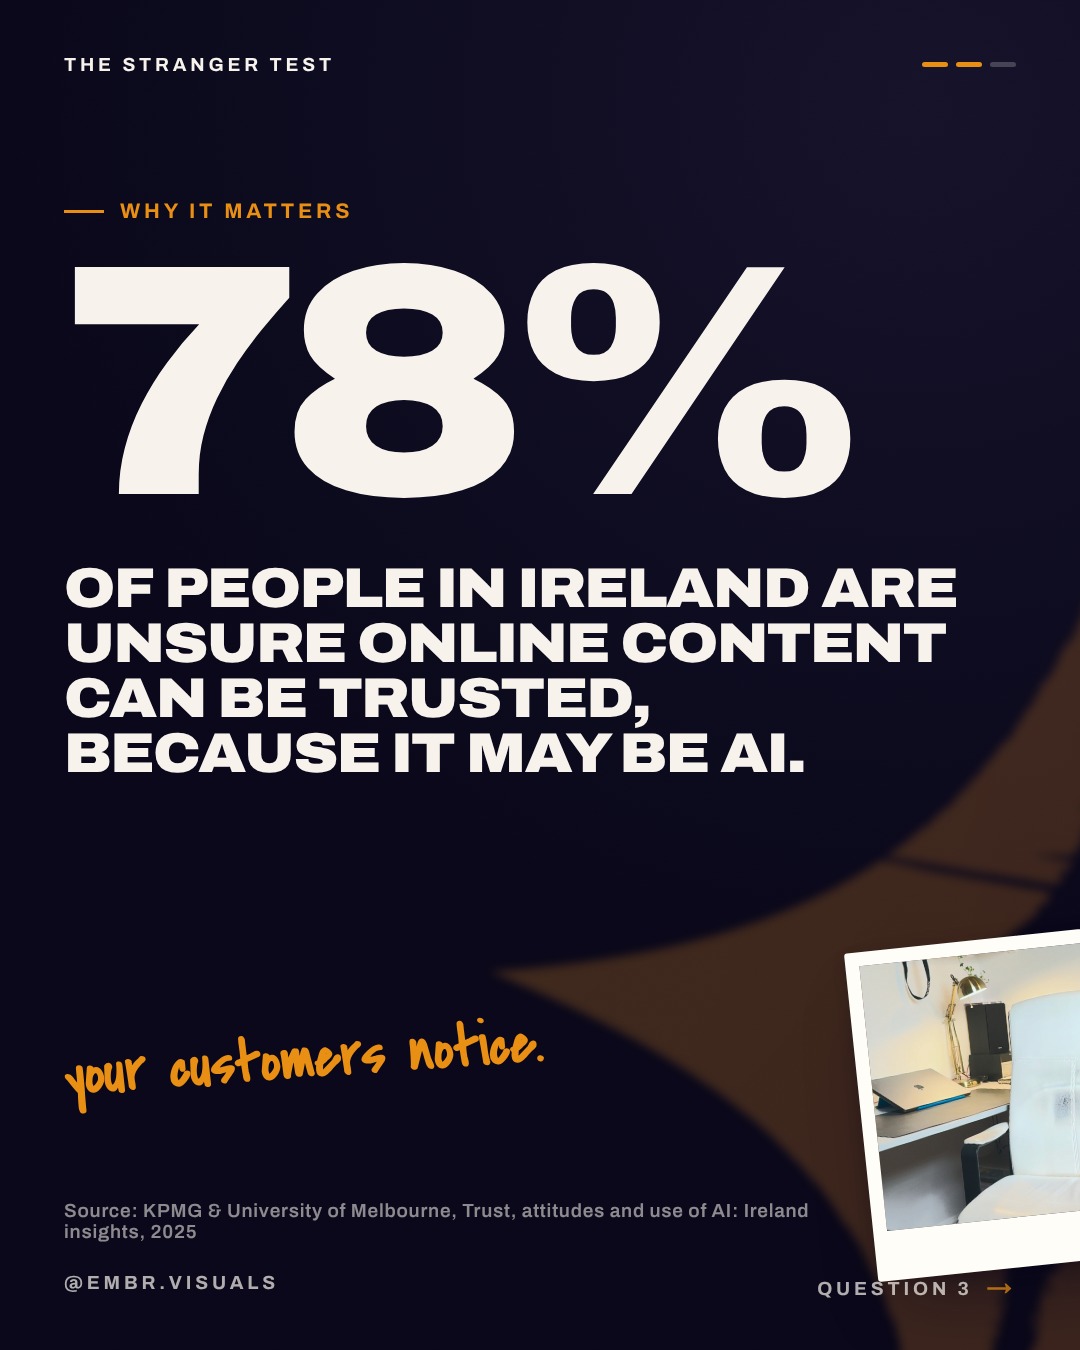 THE STRANGER TEST
WHY IT MATTERS
78%
OF PEOPLE IN IRELAND ARE
UNSURE ONLINE CONTENT
CAN BE TRUSTED,
BECAUSE IT MAY BE AI.
your customers notice.
Source: KPMG & University of Melbourne, Trust, attitudes and use of AI: Ireland
insights, 2025
@EMBR.VISUALS
QUESTION 3 →